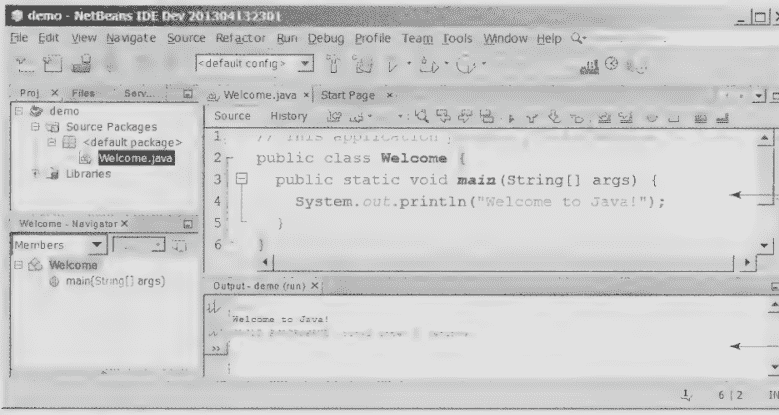 demo - NetBeans IDE Dev 201304132301
File Edit View Navigate Source Refactor Run Debug Profile Team Tools Window Help
<default config>
Proj... X Files Serv...
Welcome.java × Start Page ×
demo
Source Packages
<default package>
Welcome.java
Libraries
Source History
1 // This application
2 public class Welcome {
3 public static void main(String[] args) {
4 System.out.println("Welcome to Java!");
5 }
6 }
Welcome - Navigator X
Members
Welcome
main(String[] args)
Output - demo (run) X
Welcome to Java!
6 | 2 IN